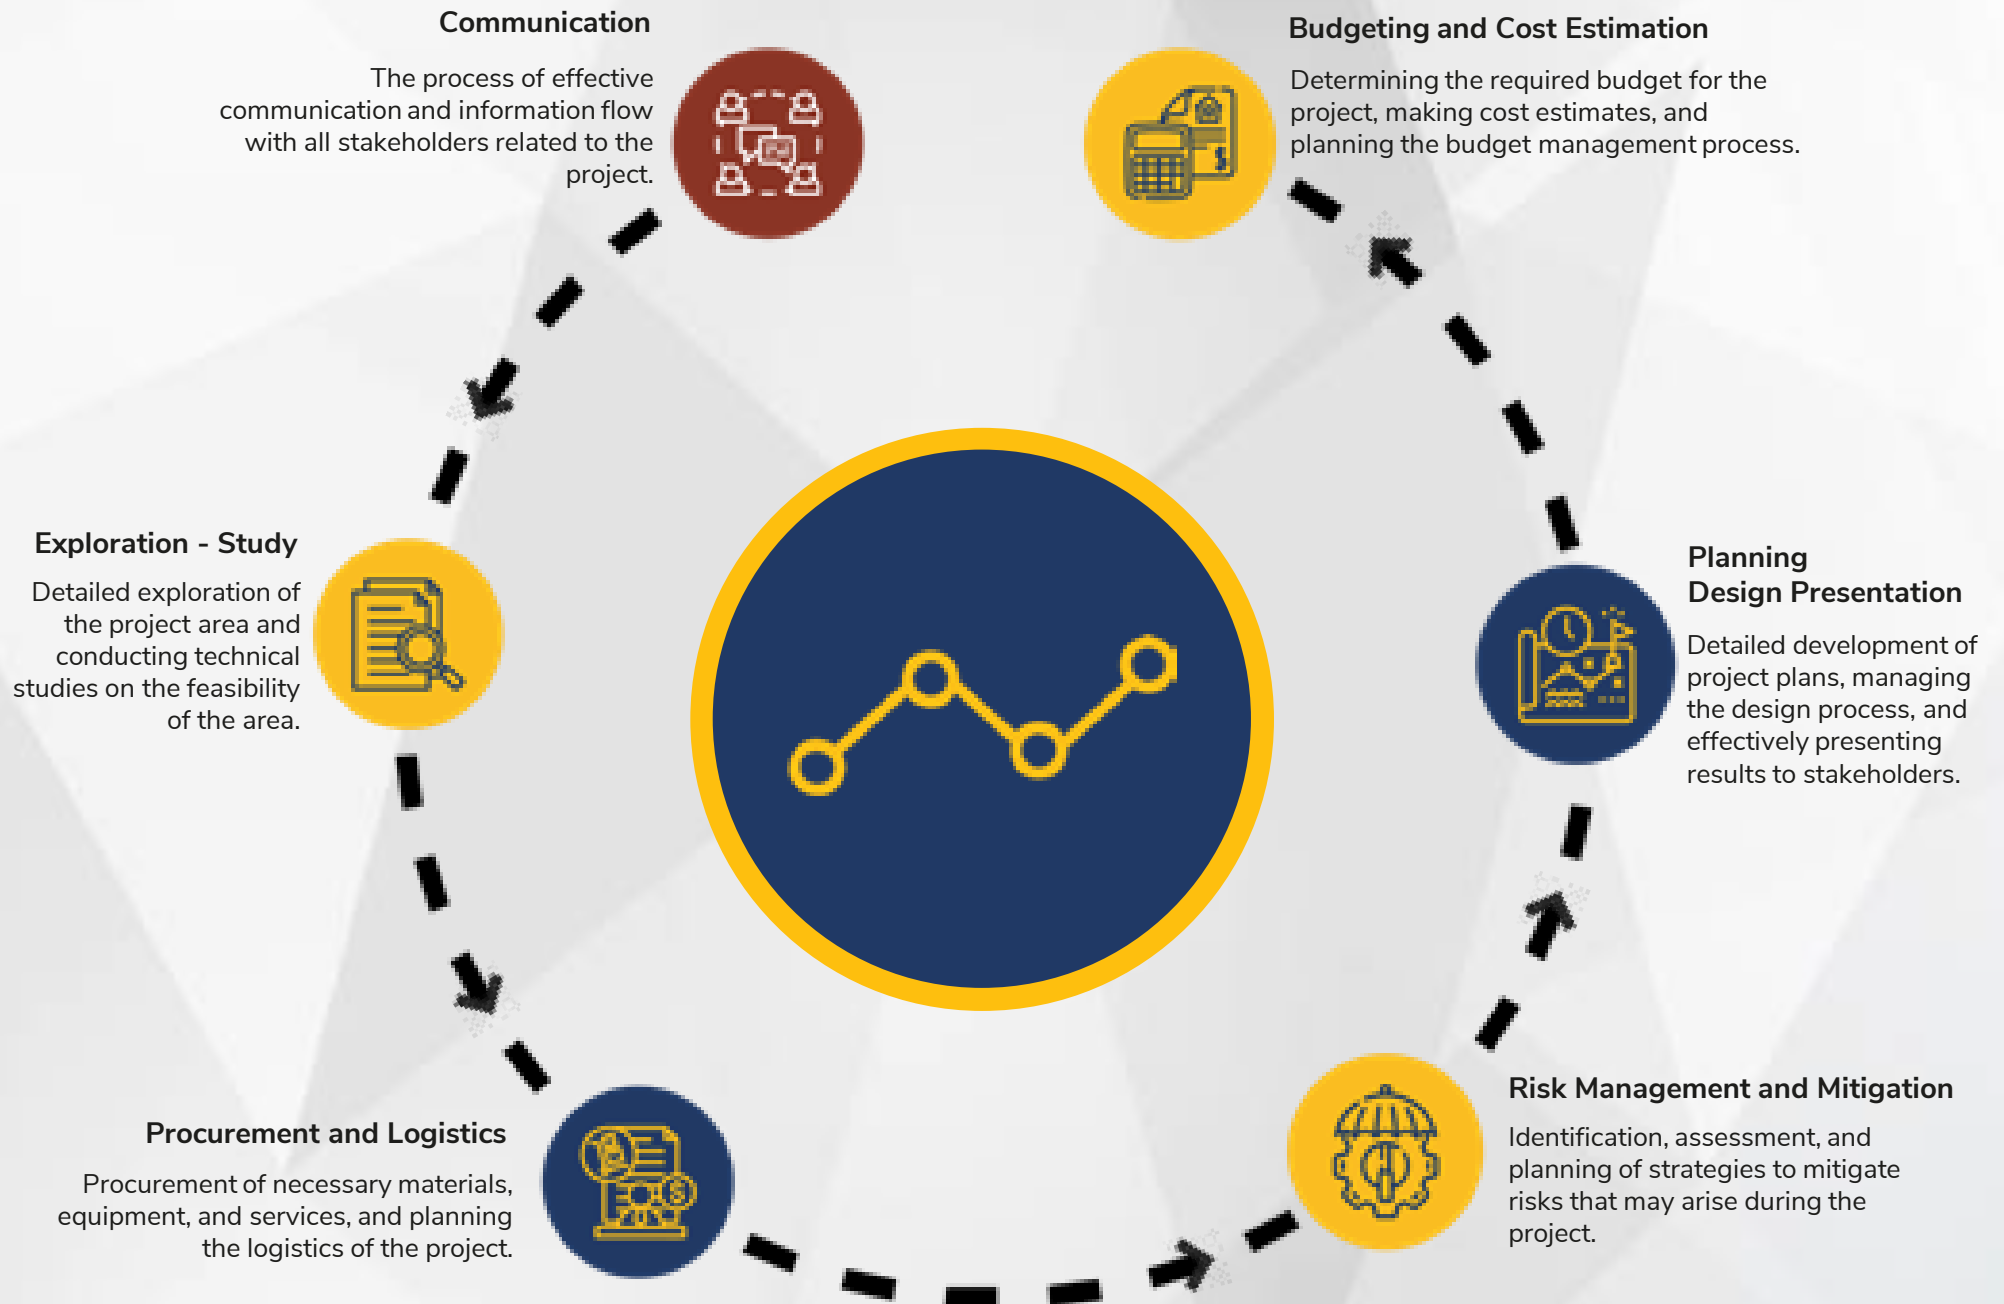 Communication
The process of effective
communication and information flow
with all stakeholders related to the
project.
Budgeting and Cost Estimation
Determining the required budget for the
project, making cost estimates, and
planning the budget management process.
Exploration - Study
Detailed exploration of
the project area and
conducting technical
studies on the feasibility
of the area.
Planning
Design Presentation
Detailed development of
project plans, managing
the design process, and
effectively presenting
results to stakeholders.
Procurement and Logistics
Procurement of necessary materials,
equipment, and services, and planning
the logistics of the project.
Risk Management and Mitigation
Identification, assessment, and
planning of strategies to mitigate
risks that may arise during the
project.